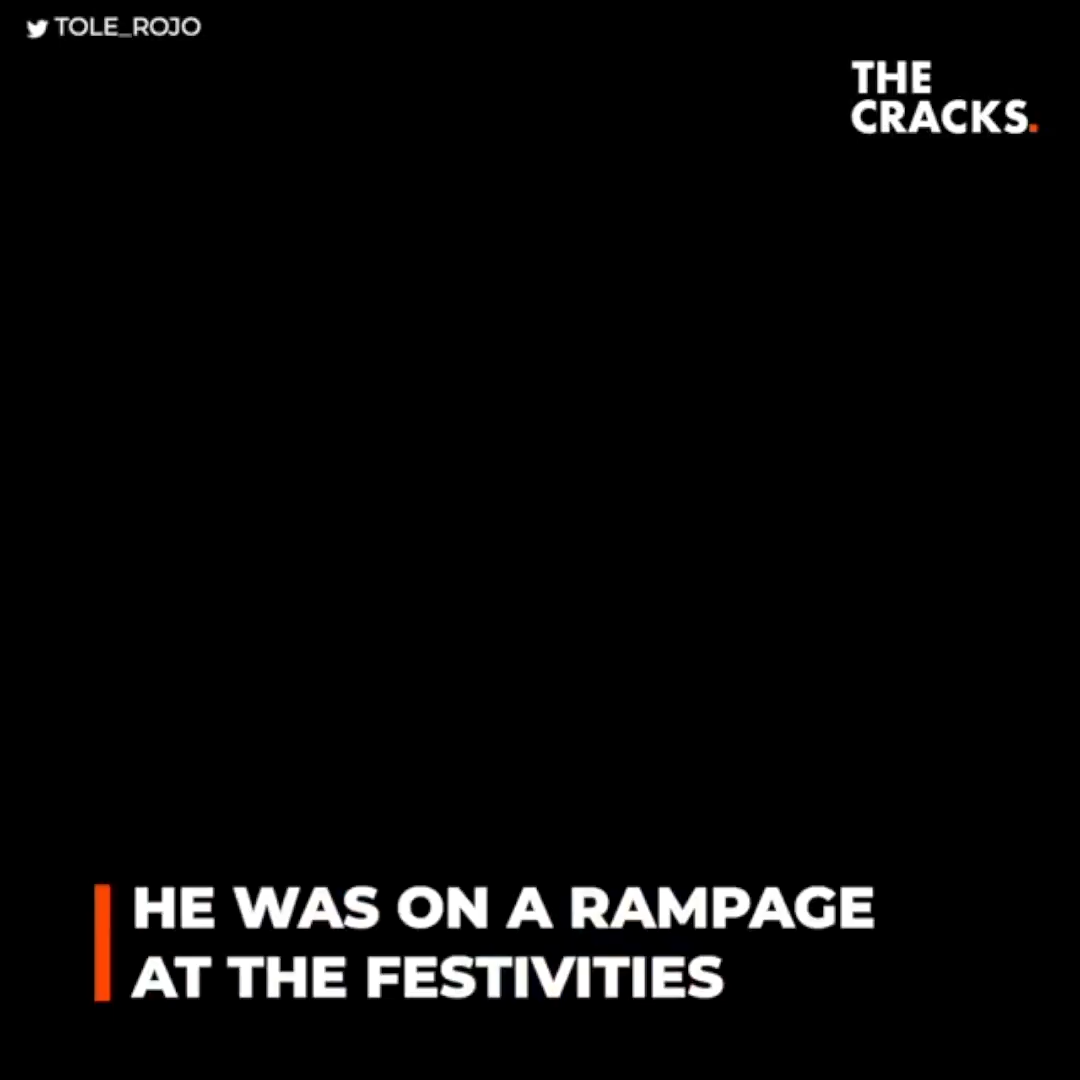 TOLE_ROJO
THE
CRACKS.
HE WAS ON A RAMPAGE
AT THE FESTIVITIES